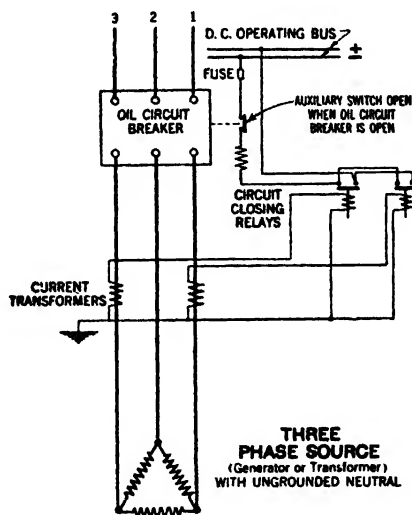 3 2 1
D.C. OPERATING BUS
±
FUSE
AUXILIARY SWITCH OPEN
WHEN OIL CIRCUIT
BREAKER IS OPEN
OIL CIRCUIT
BREAKER
CIRCUIT
CLOSING
RELAYS
CURRENT
TRANSFORMERS
THREE
PHASE SOURCE
(Generator or Transformer)
WITH UNGROUNDED NEUTRAL